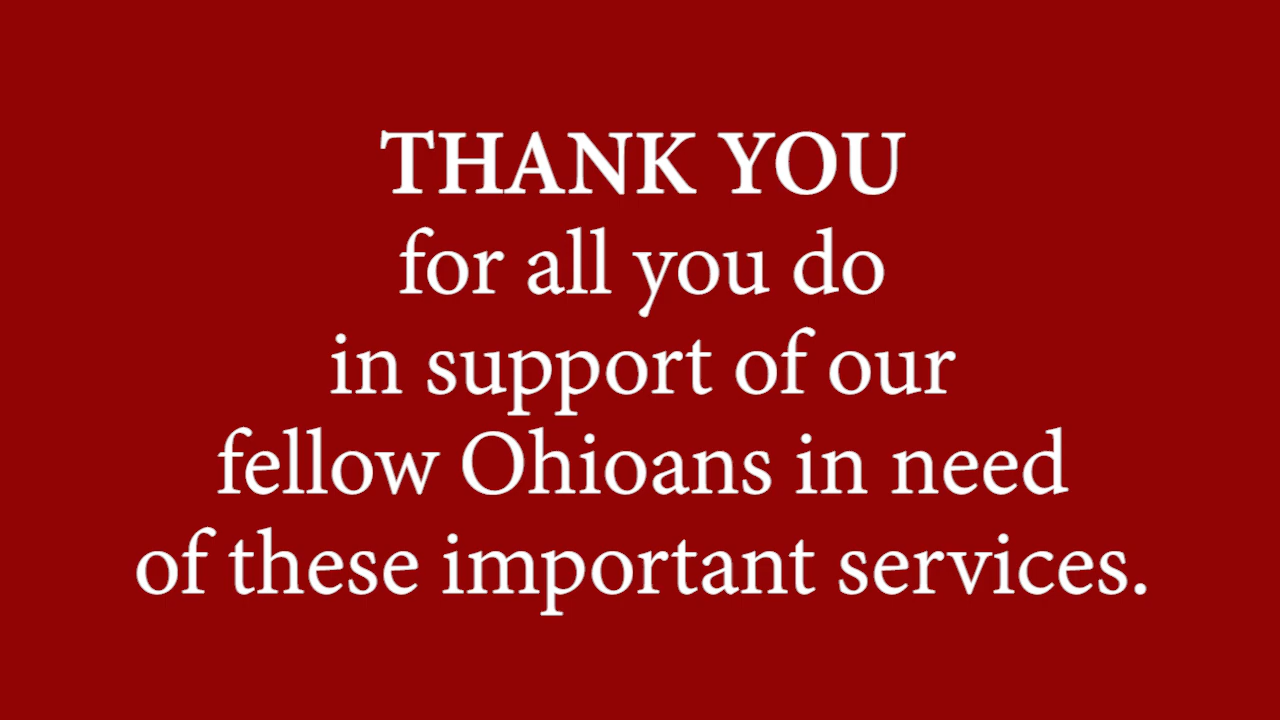 THANK YOU
for all you do
in support of our
fellow Ohioans in need
of these important services.